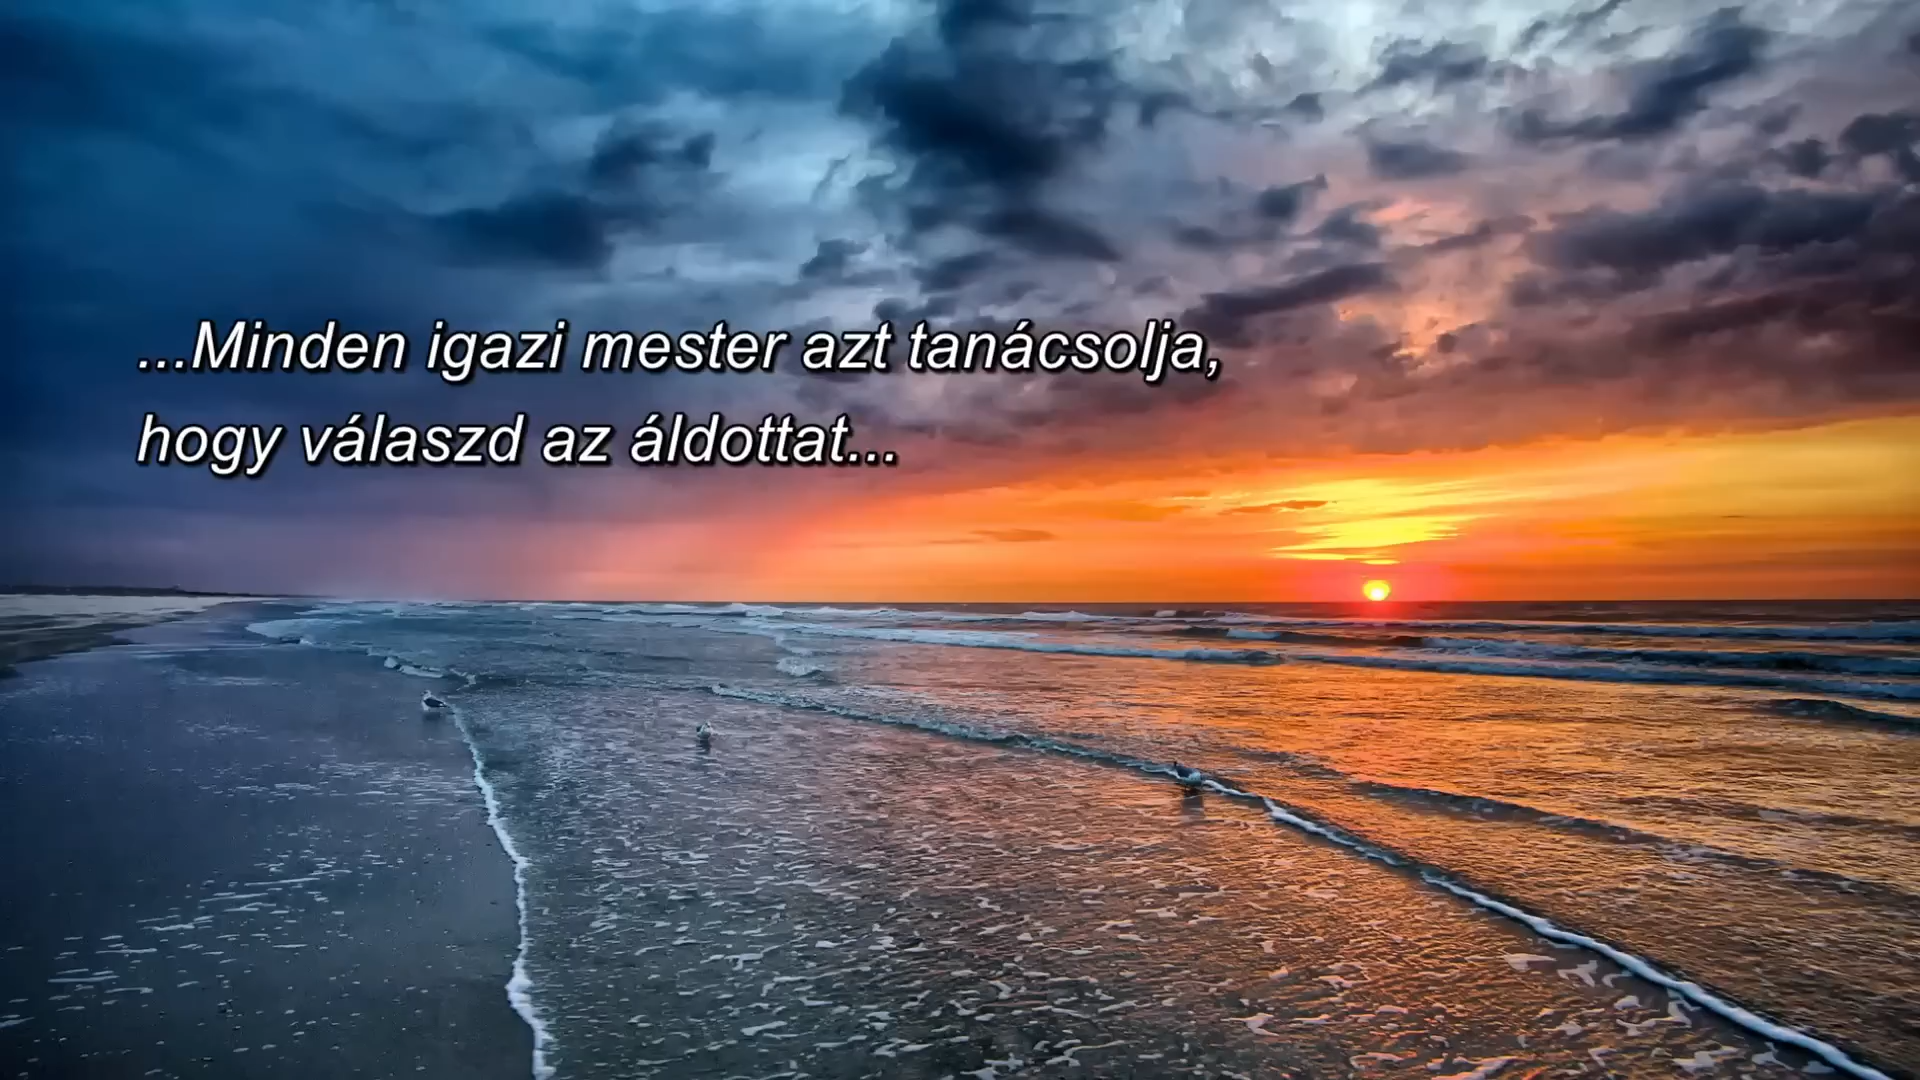 ...Minden igazi mester azt tanácsolja,
hogy válaszd az áldottat...